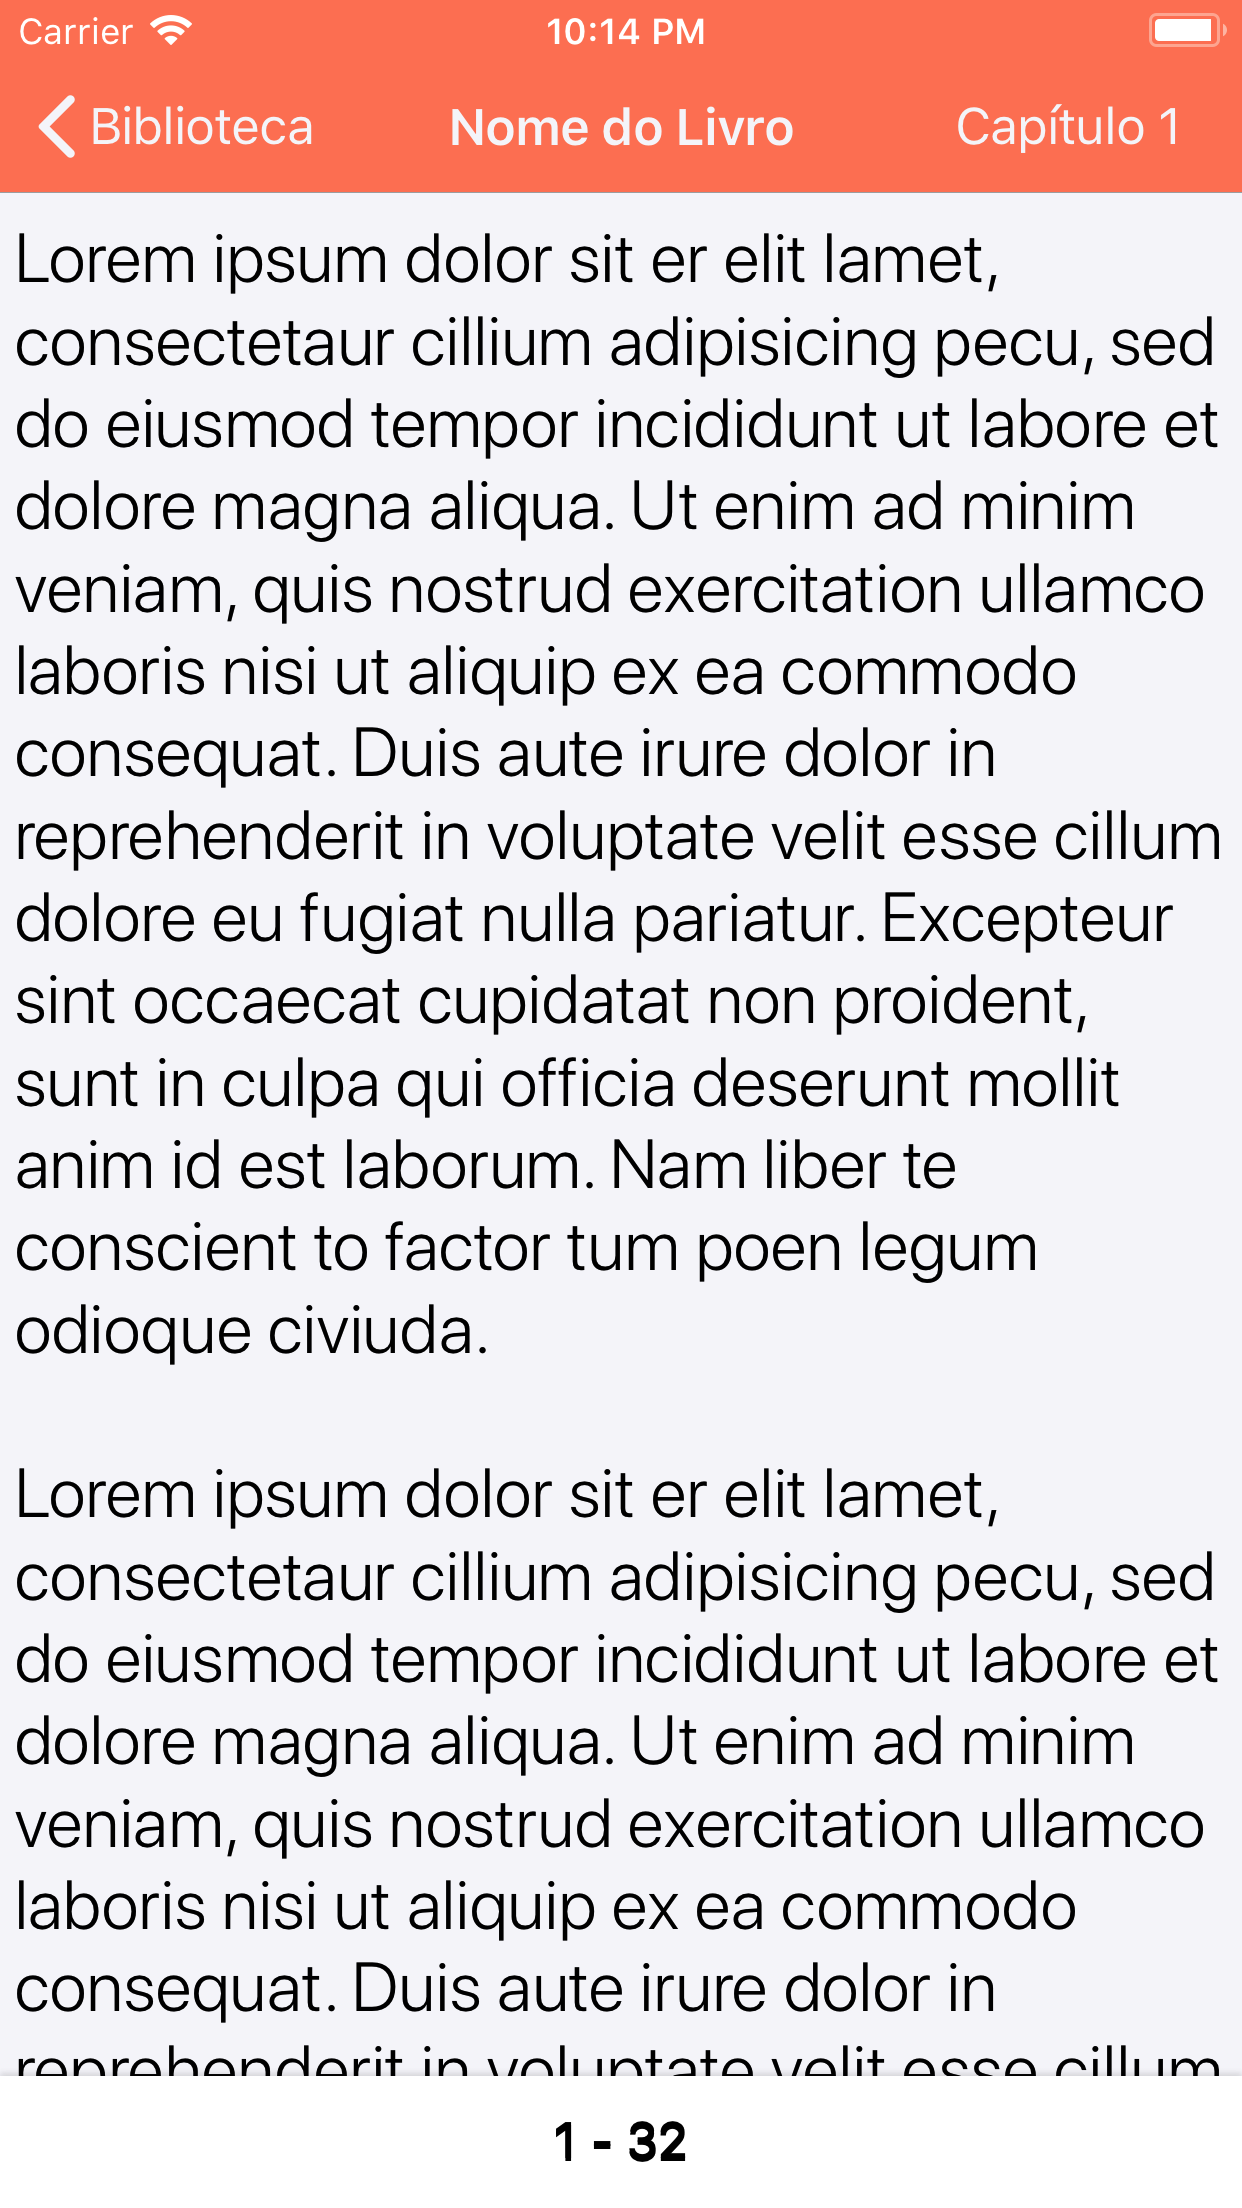 Carrier 10:14 PM
Biblioteca Nome do Livro Capítulo 1
Lorem ipsum dolor sit er elit lamet,
consectetaur cillium adipisicing pecu, sed
do eiusmod tempor incididunt ut labore et
dolore magna aliqua. Ut enim ad minim
veniam, quis nostrud exercitation ullamco
laboris nisi ut aliquip ex ea commodo
consequat. Duis aute irure dolor in
reprehenderit in voluptate velit esse cillum
dolore eu fugiat nulla pariatur. Excepteur
sint occaecat cupidatat non proident,
sunt in culpa qui officia deserunt mollit
anim id est laborum. Nam liber te
conscient to factor tum poen legum
odioque civiuda.
Lorem ipsum dolor sit er elit lamet,
consectetaur cillium adipisicing pecu, sed
do eiusmod tempor incididunt ut labore et
dolore magna aliqua. Ut enim ad minim
veniam, quis nostrud exercitation ullamco
laboris nisi ut aliquip ex ea commodo
consequat. Duis aute irure dolor in
reprehenderit in voluptate velit esse cillum
1 - 32